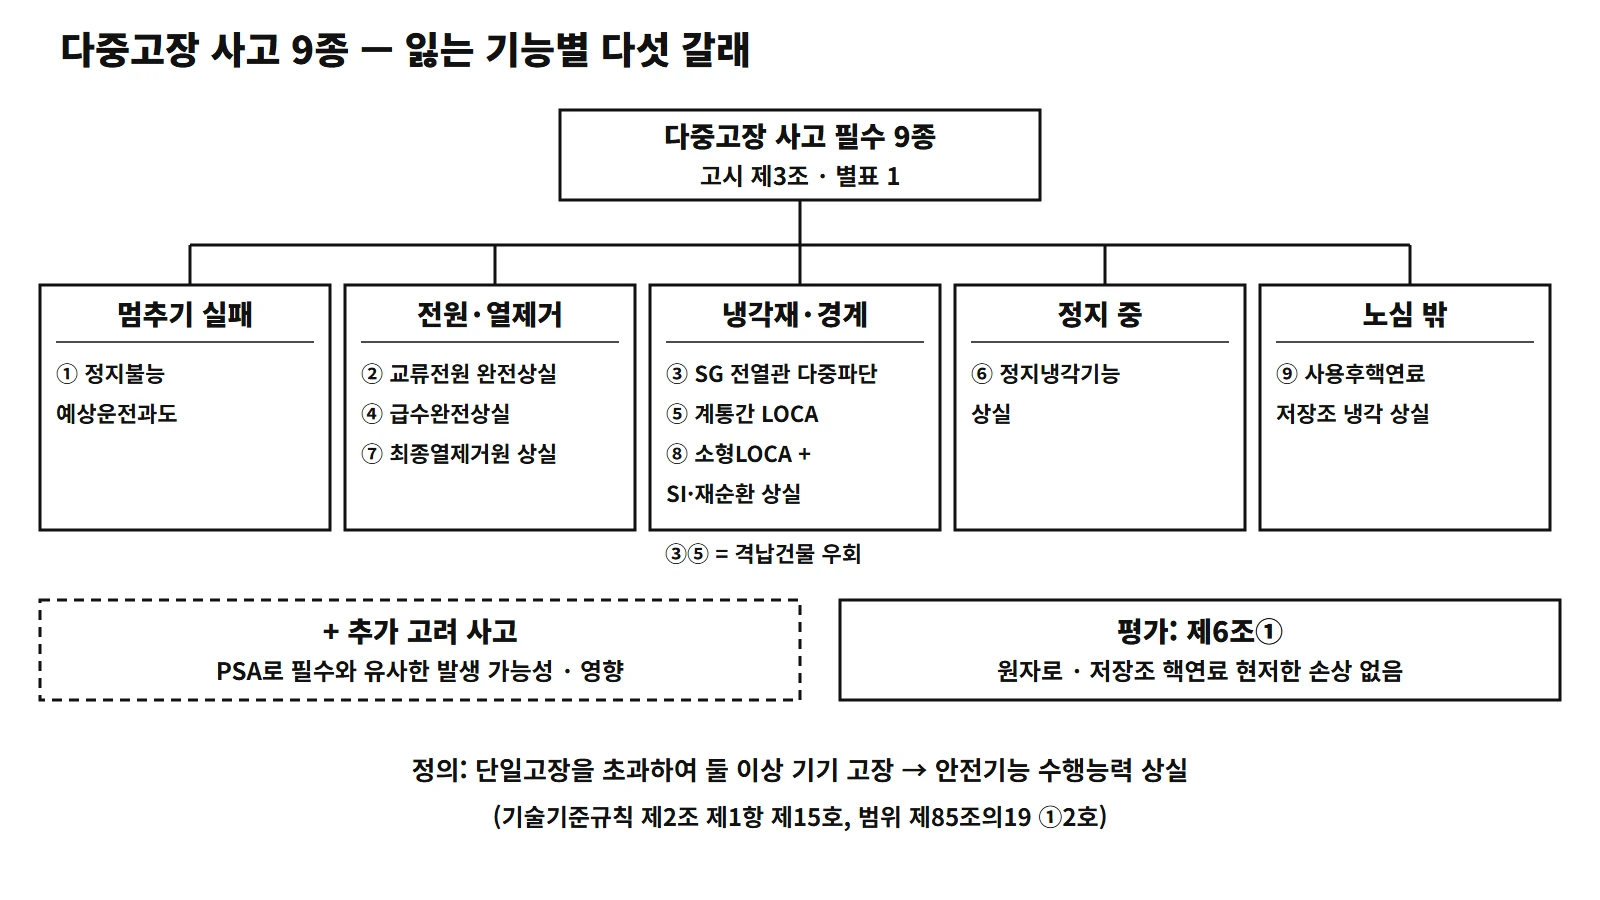 다중고장 사고 9종 — 잃는 기능별 다섯 갈래
다중고장 사고 필수 9종
고시 제3조 · 별표 1
멈추기 실패
① 정지불능
예상운전과도
전원·열제거
② 교류전원 완전상실
④ 급수완전상실
⑦ 최종열제거원 상실
냉각재·경계
③ SG 전열관 다중파단
⑤ 계통간 LOCA
⑧ 소형LOCA +
SI·재순환 상실
정지 중
⑥ 정지냉각기능
상실
노심 밖
⑨ 사용후핵연료
저장조 냉각 상실
③⑤ = 격납건물 우회
+ 추가 고려 사고
PSA로 필수와 유사한 발생 가능성 · 영향
평가: 제6조①
원자로 · 저장조 핵연료 현저한 손상 없음
정의: 단일고장을 초과하여 둘 이상 기기 고장 → 안전기능 수행능력 상실
(기술기준규칙 제2조 제1항 제15호, 범위 제85조의19 ①2호)